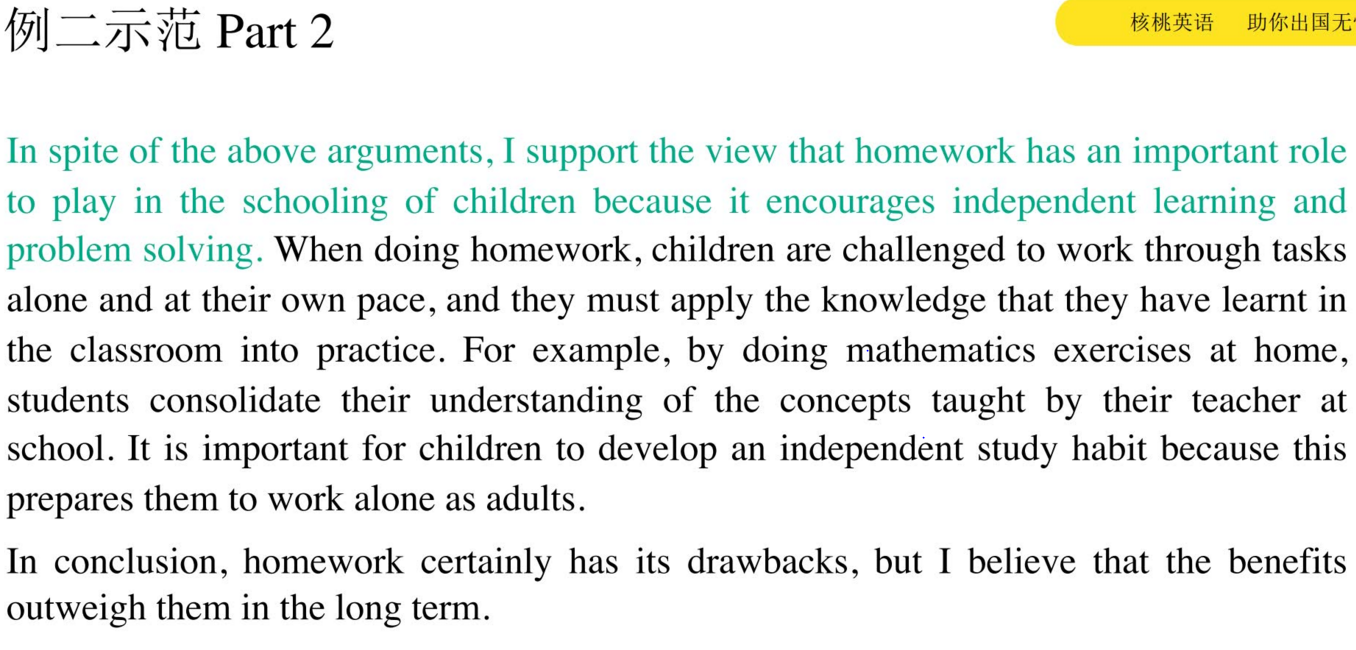 例二示范 Part 2
核桃英语 助你出国无
In spite of the above arguments, I support the view that homework has an important role
to play in the schooling of children because it encourages independent learning and
problem solving. When doing homework, children are challenged to work through tasks
alone and at their own pace, and they must apply the knowledge that they have learnt in
the classroom into practice. For example, by doing mathematics exercises at home,
students consolidate their understanding of the concepts taught by their teacher at
school. It is important for children to develop an independent study habit because this
prepares them to work alone as adults.
In conclusion, homework certainly has its drawbacks, but I believe that the benefits
outweigh them in the long term.